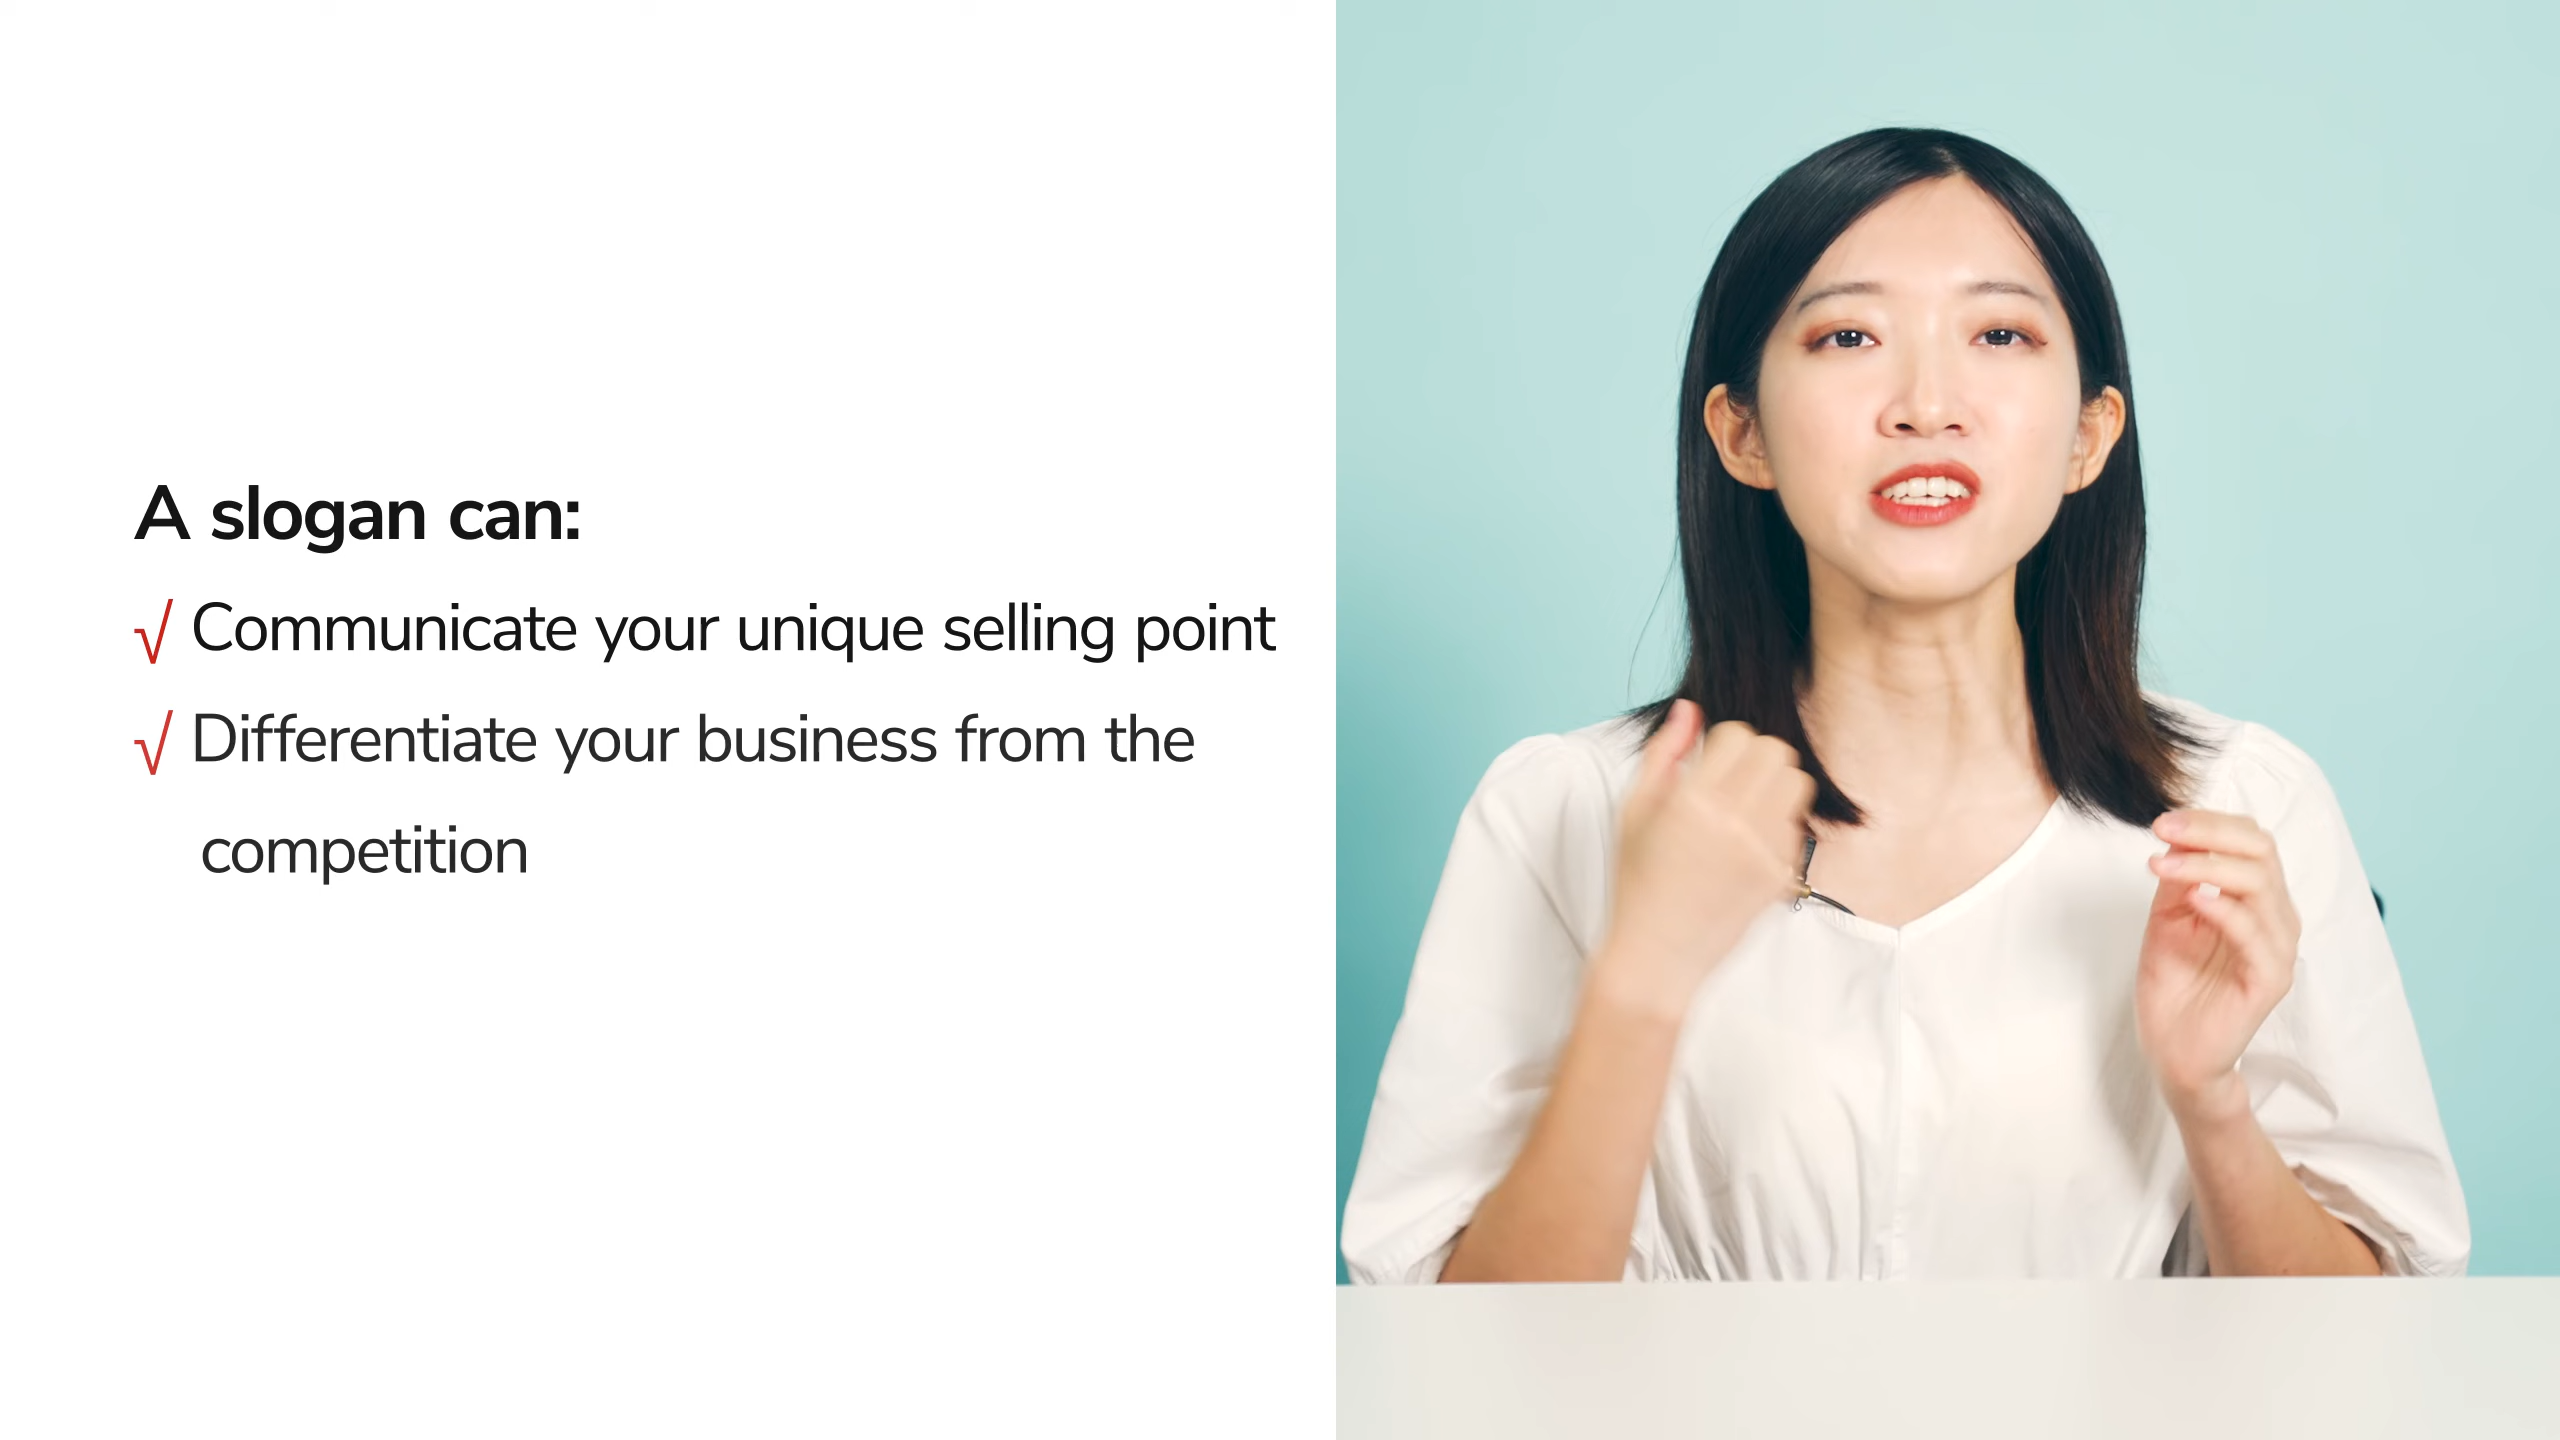 A slogan can:
√ Communicate your unique selling point
√ Differentiate your business from the
competition